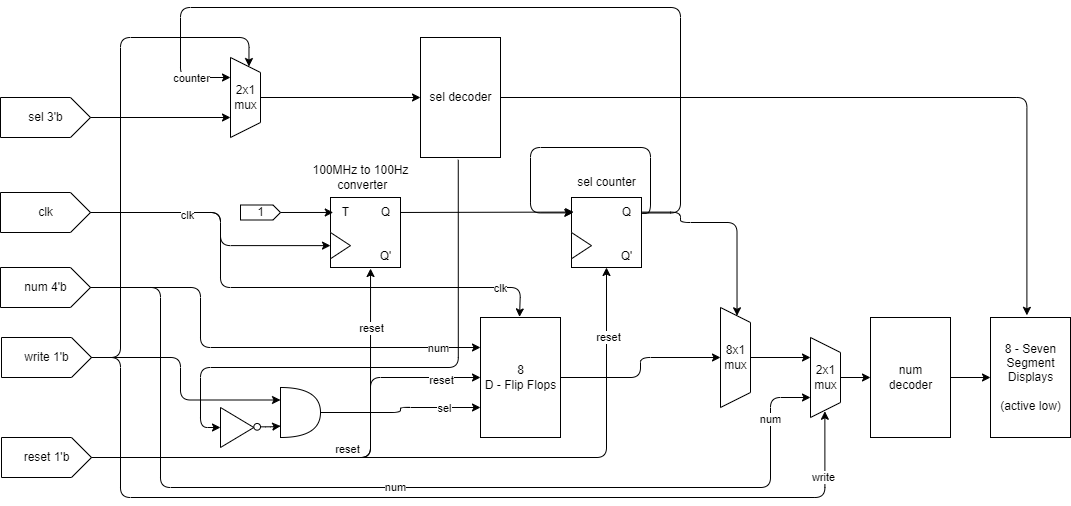 counter
2x1
mux
sel decoder
sel 3'b
100MHz to 100Hz
converter
sel counter
clk
clk
1
T
Q
Q'
Q
Q'
num 4'b
clk
reset
reset
write 1'b
num
8
D - Flip Flops
reset
sel
8x1
mux
2x1
mux
num
decoder
8 - Seven
Segment
Displays
(active low)
num
reset 1'b
reset
write
num